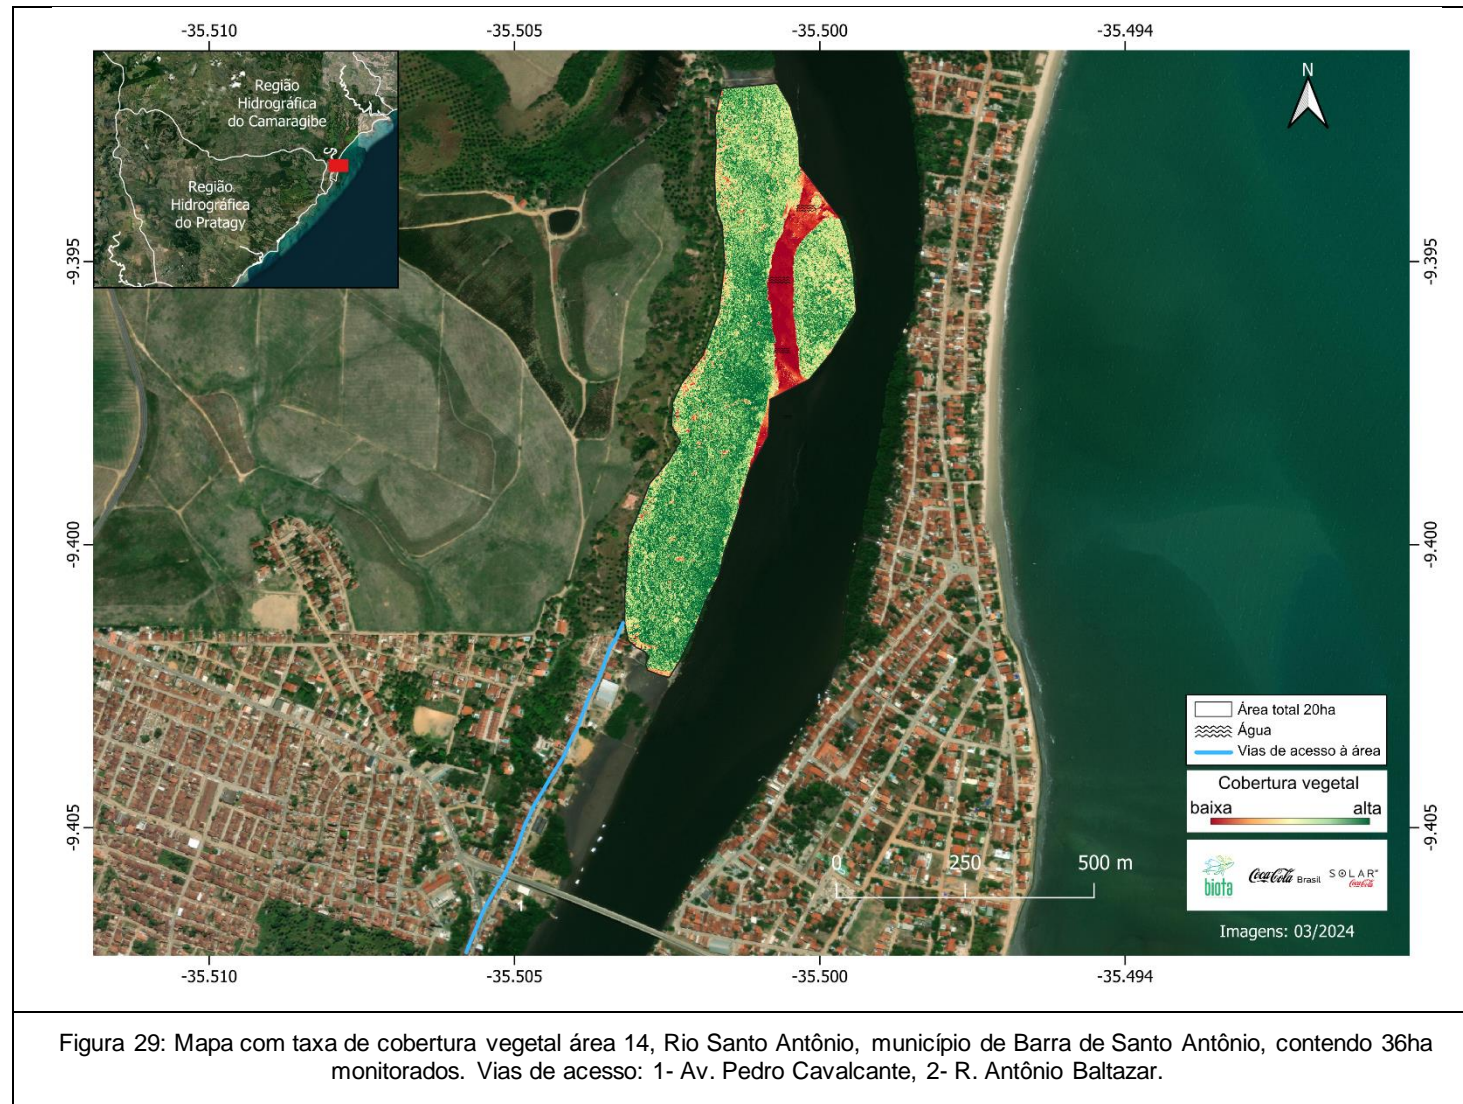 -35.510
-35.505
-35.500
-35.494
Região
Hidrográfica
do Camaragibe
Região
Hidrográfica
do Pratagy
N
-9.395
-9.395
-9.400
-9.400
-9.405
-9.405
Área total 20ha
Água
Vias de acesso à área
Cobertura vegetal
baixa
alta
0
250
500 m
1
biota
Coca-Cola Brasil
SOLAR
Coca-Cola
Imagens: 03/2024
-35.510
-35.505
-35.500
-35.494
Figura 29: Mapa com taxa de cobertura vegetal área 14, Rio Santo Antônio, município de Barra de Santo Antônio, contendo 36ha
monitorados. Vias de acesso: 1- Av. Pedro Cavalcante, 2- R. Antônio Baltazar.